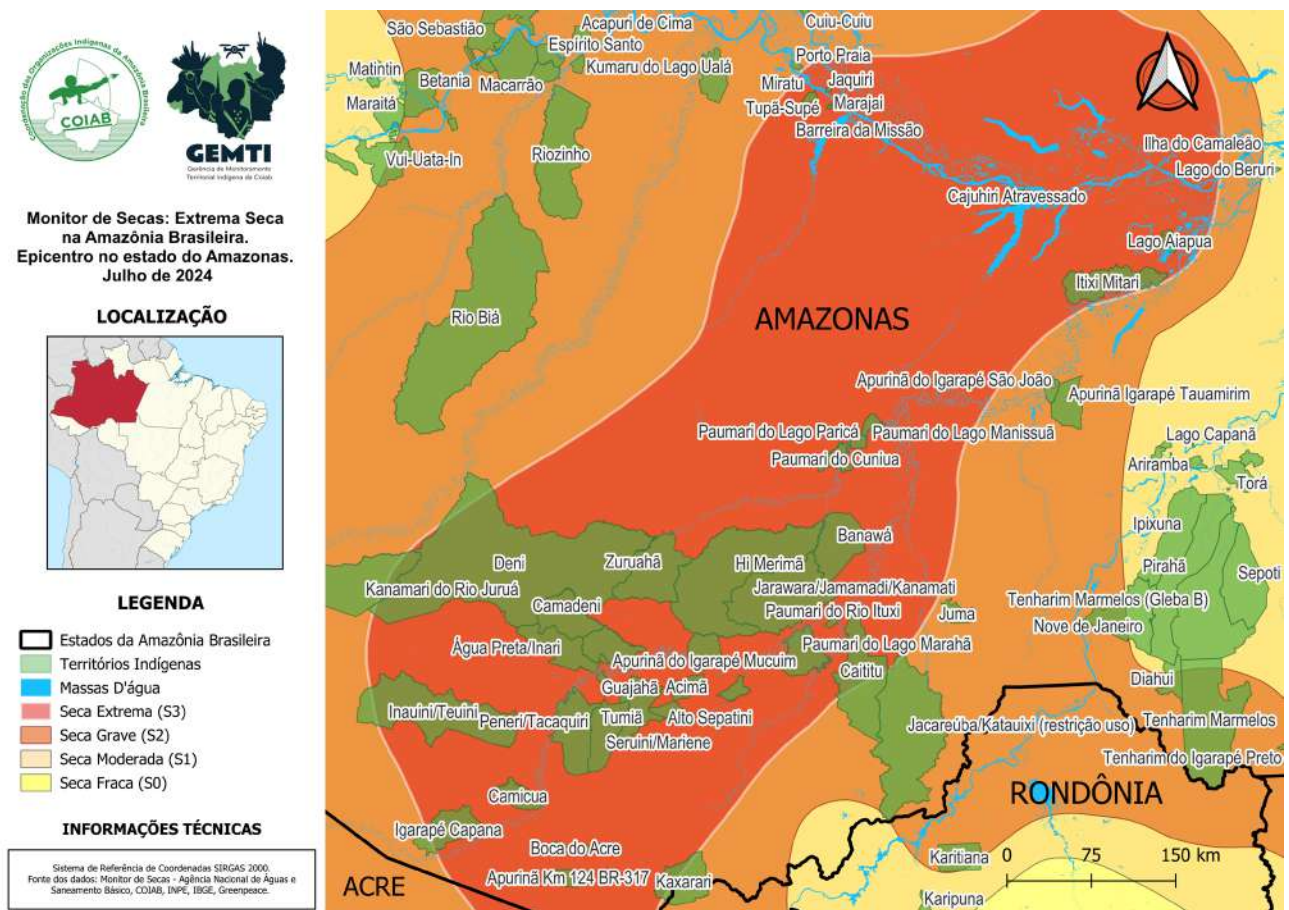 Coordenação das Organizações Indígenas da Amazônia Brasileira
COIAB
GEMTI
Gerência de Monitoramento
Territorial Indígena da Coiab
Monitor de Secas: Extrema Seca
na Amazônia Brasileira.
Epicentro no estado do Amazonas.
Julho de 2024
LOCALIZAÇÃO
LEGENDA
Estados da Amazônia Brasileira
Territórios Indígenas
Massas D'água
Seca Extrema (S3)
Seca Grave (S2)
Seca Moderada (S1)
Seca Fraca (S0)
INFORMAÇÕES TÉCNICAS
Sistema de Referência de Coordenadas SIRGAS 2000.
Fonte dos dados: Monitor de Secas - Agência Nacional de Águas e
Saneamento Básico, COIAB, INPE, IBGE, Greenpeace.
São Sebastião
Acapuri de Cima
Cuiu-Cuiu
Espírito Santo
Porto Praia
Matintin
Betania
Macarrão
Kumaru do Lago Ualá
Miratu
Jaquiri
Maraitá
Tupã-Supé
Marajai
Barreira da Missão
Ilha do Camaleão
Vui-Uata-In
Riozinho
Lago do Beruri
Cajuhiri Atravessado
Lago Aiapua
Itixi Mitari
Rio Biá
AMAZONAS
Apurinã do Igarapé São João
Apurinã Igarapé Tauamirim
Paumari do Lago Paricá
Paumari do Lago Manissuã
Lago Capanã
Paumari do Cuniua
Ariramba
Torá
Ipixuna
Banawá
Deni
Zuruahã
Hi Merimã
Pirahã
Sepoti
Kanamari do Rio Juruá
Jarawara/Jamamadi/Kanamati
Camadeni
Paumari do Rio Ituxi
Juma
Tenharim Marmelos (Gleba B)
Nove de Janeiro
Água Preta/Inari
Paumari do Lago Marahã
Apurinã do Igarapé Mucuim
Caititu
Guajahã
Acimã
Diahui
Inauini/Teuini
Peneri/Tacaquiri
Tumiã
Alto Sepatini
Jacareúba/Katauixi (restrição uso)
Tenharim Marmelos
Seruini/Mariene
Tenharim do Igarapé Preto
Camicua
RONDÔNIA
Igarapé Capana
Boca do Acre
Karitiana
0 75 150 km
ACRE
Apurinã Km 124 BR-317
Kaxarari
Karipuna